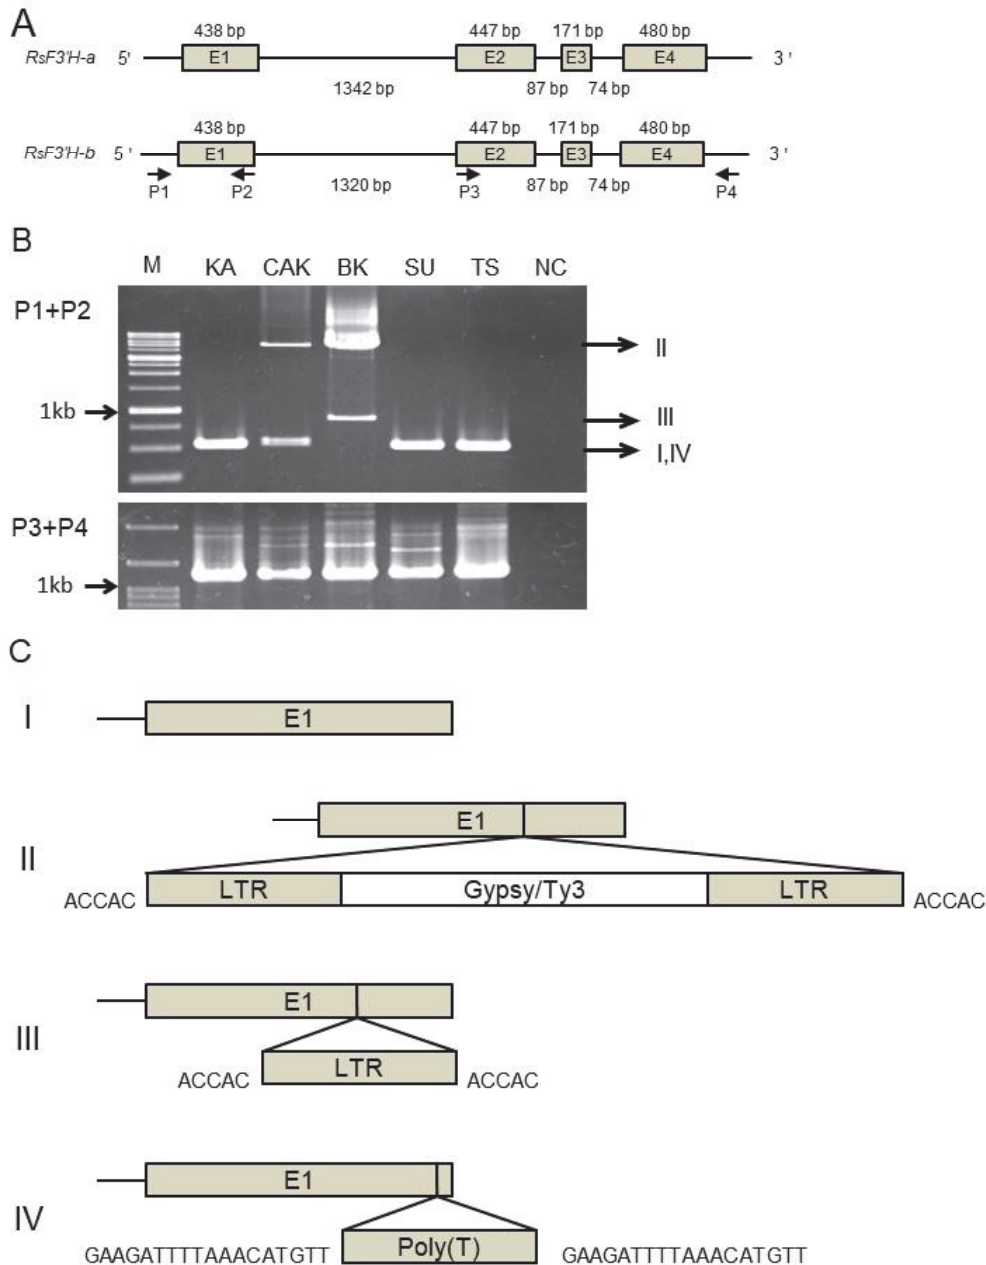 A
438 bp 447 bp 171 bp 480 bp
RsF3'H-a 5' E1 E2 E3 E4 3 '
1342 bp 87 bp 74 bp
438 bp 447 bp 171 bp 480 bp
RsF3'H-b 5 ' E1 E2 E3 E4 3 '
P1 P2 1320 bp P3 87 bp 74 bp P4
B
M KA CAK BK SU TS NC
P1+P2
II
1kb
III
I,IV
P3+P4
1kb
C
I E1
E1
II
ACCAC LTR Gypsy/Ty3 LTR ACCAC
E1
III
ACCAC LTR ACCAC
E1
IV
GAAGATTTTAAACATGTT Poly(T) GAAGATTTTAAACATGTT